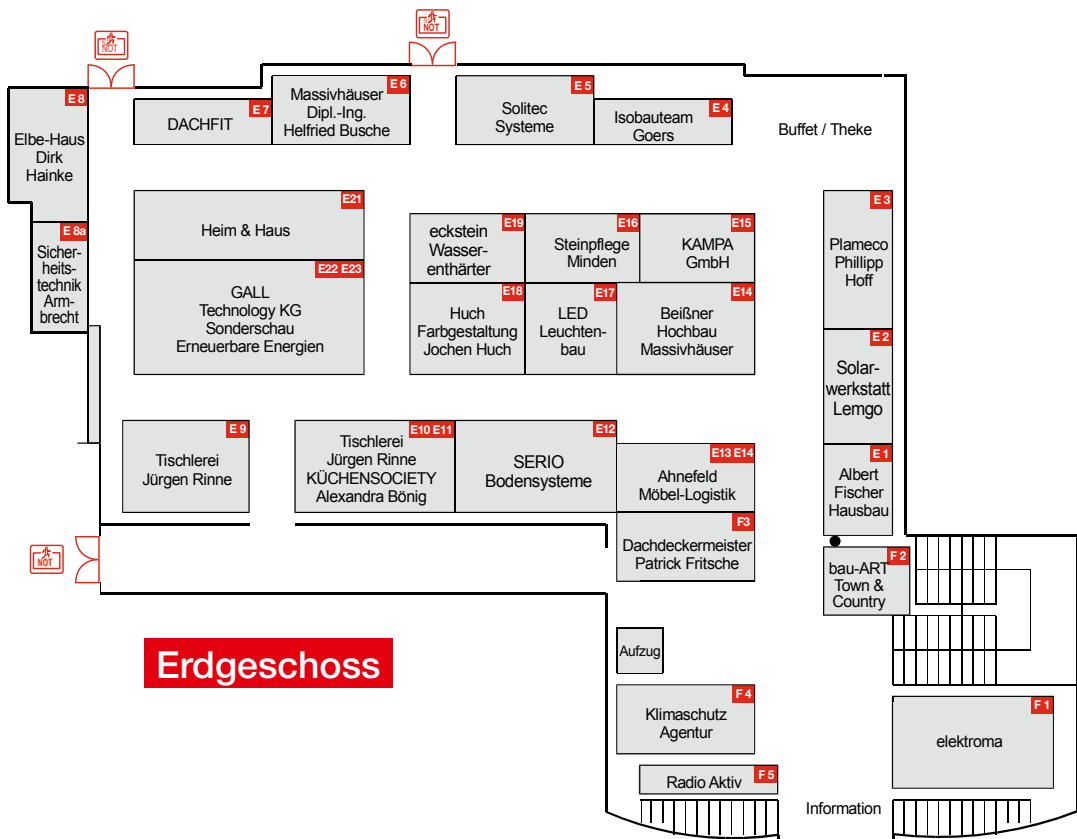 NOT
NOT
E 8
Elbe-Haus
Dirk
Hainke
E 7
DACHFIT
E 6
Massivhäuser
Dipl.-Ing.
Helfried Busche
E 5
Solitec
Systeme
E 4
Isobauteam
Goers
Buffet / Theke
E 8a
Sicher-
heits-
technik
Arm-
brecht
E21
Heim & Haus
E22 E23
GALL
Technology KG
Sonderschau
Erneuerbare Energien
E19
eckstein
Wasser-
enthärter
E16
Steinpflege
Minden
E15
KAMPA
GmbH
E18
Huch
Farbgestaltung
Jochen Huch
E17
LED
Leuchten-
bau
E14
Beißner
Hochbau
Massivhäuser
E 3
Plameco
Phillipp
Hoff
E 2
Solar-
werkstatt
Lemgo
E 1
Albert
Fischer
Hausbau
E 9
Tischlerei
Jürgen Rinne
E10 E11
Tischlerei
Jürgen Rinne
KÜCHENSOCIETY
Alexandra Bönig
E12
SERIO
Bodensysteme
E13 E14
Ahnefeld
Möbel-Logistik
F3
Dachdeckermeister
Patrick Fritsche
F 2
bau-ART
Town &
Country
NOT
Erdgeschoss
Aufzug
F 4
Klimaschutz
Agentur
F 1
elektroma
F 5
Radio Aktiv
Information